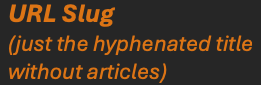 URL Slug
(just the hyphenated title
without articles)